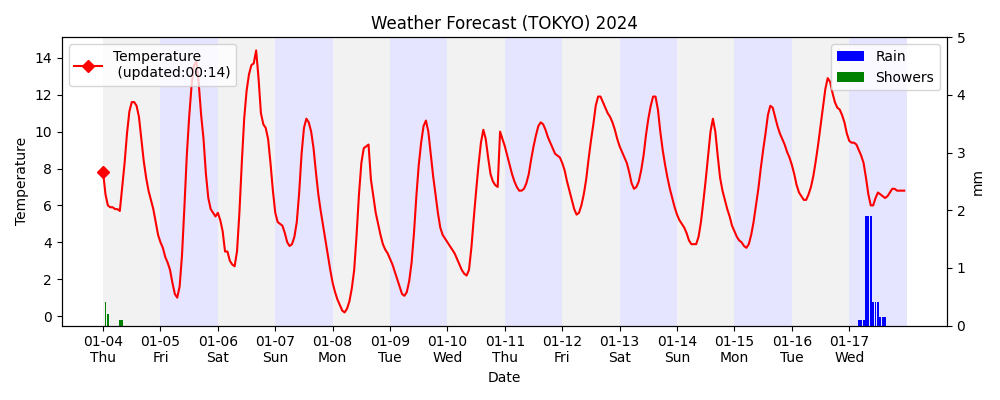 Weather Forecast (TOKYO) 2024
Temperature
(updated:00:14)
Rain
Showers
Temperature
14
12
10
8
6
4
2
0
5
4
3
2
1
0
mm
01-04 01-05 01-06 01-07 01-08 01-09 01-10 01-11 01-12 01-13 01-14 01-15 01-16 01-17
Thu Fri Sat Sun Mon Tue Wed Thu Fri Sat Sun Mon Tue Wed
Date